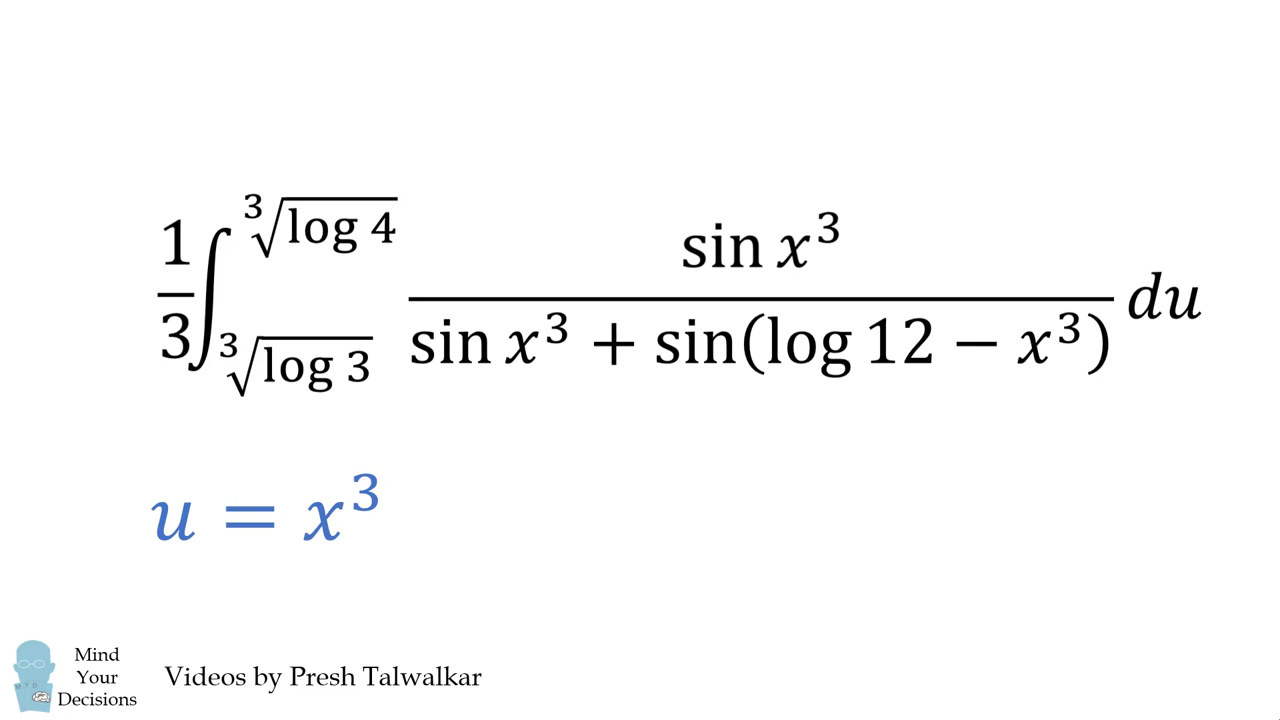 1/3 ∫_{∛(log 3)}^{∛(log 4)} (sin x³)/(sin x³ + sin(log 12 − x³)) du
u = x³
Mind
Your
Decisions
Videos by Presh Talwalkar